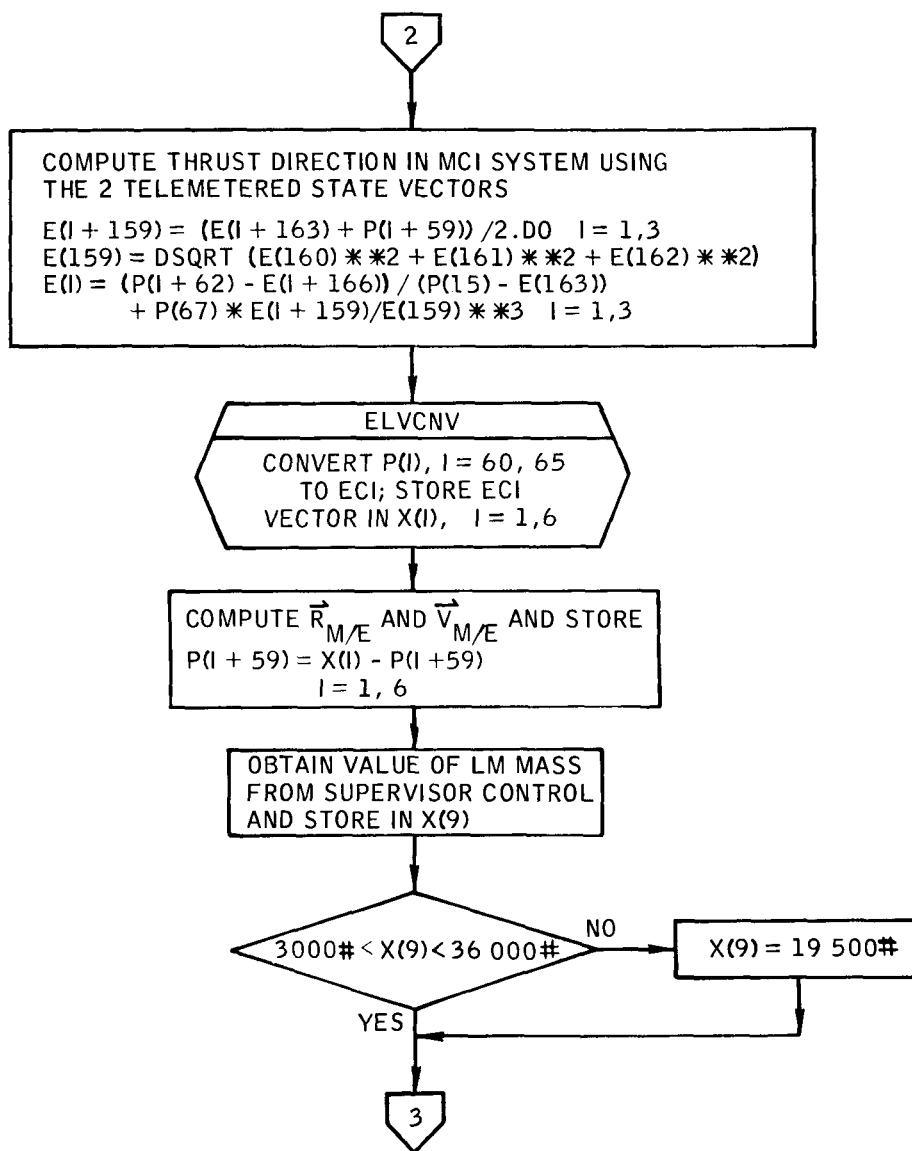 2
COMPUTE THRUST DIRECTION IN MCI SYSTEM USING
THE 2 TELEMETERED STATE VECTORS
E(I + 159) = (E(I + 163) + P(I + 59)) /2.DO I = 1,3
E(159) = DSQRT (E(160) **2 + E(161) **2 + E(162) **2)
E(I) = (P(I + 62) - E(I + 166)) / (P(15) - E(163))
+ P(67) * E(I + 159)/E(159) **3 I = 1,3
ELVCNV
CONVERT P(I), I = 60, 65
TO ECI; STORE ECI
VECTOR IN X(I), I = 1,6
COMPUTE R⃗M/E AND V⃗M/E AND STORE
P(I + 59) = X(I) - P(I +59)
I = 1, 6
OBTAIN VALUE OF LM MASS
FROM SUPERVISOR CONTROL
AND STORE IN X(9)
3000# < X(9) < 36 000#
NO
X(9) = 19 500#
YES
3